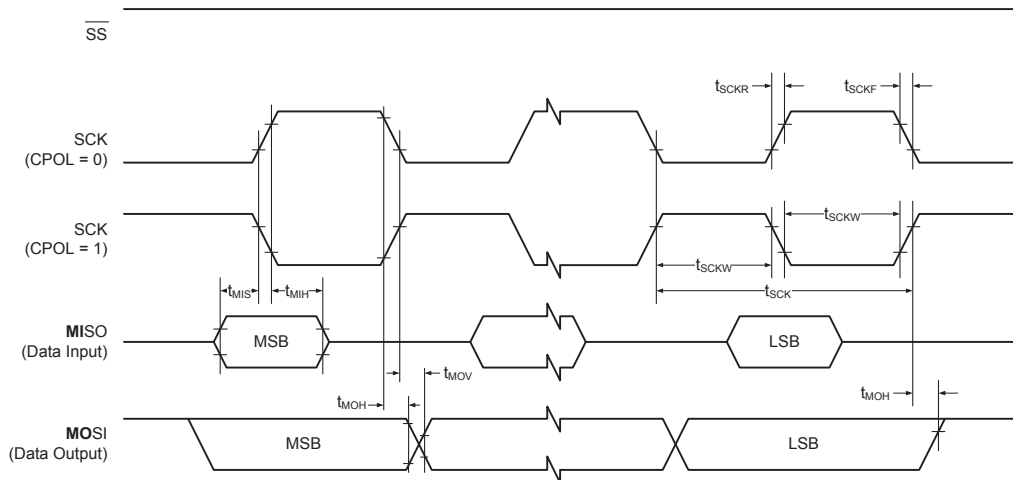 SS
tSCKR
tSCKF
SCK
(CPOL = 0)
SCK
(CPOL = 1)
tSCKW
tSCKW
tSCK
tMIS
tMIH
MISO
(Data Input)
MSB
LSB
tMOV
tMOH
tMOH
MOSI
(Data Output)
MSB
LSB